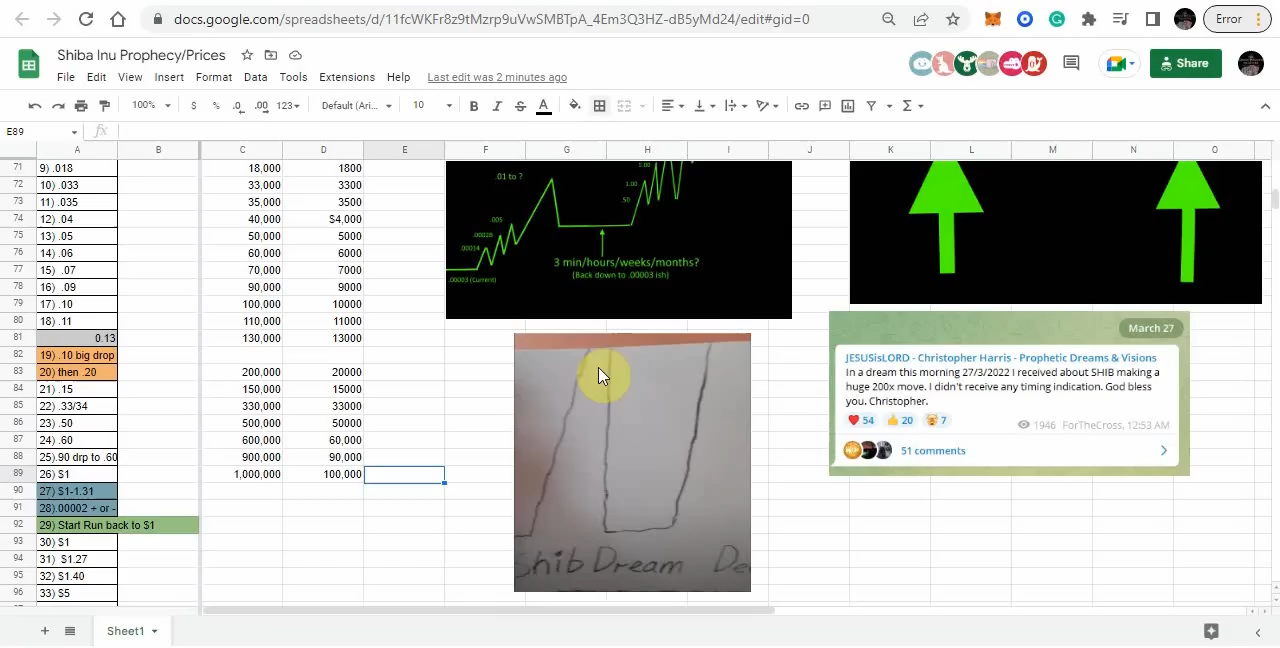 docs.google.com/spreadsheets/d/11fcWKFr8z9tMzrp9uVwSMBTpA_4Em3Q3HZ-dB5yMd24/edit#gid=0
Error
Shiba Inu Prophecy/Prices
File Edit View Insert Tools Extensions Help Last edit was 2 minutes ago
Share
100% $ % .0 .00 123 Default (Ari... 10 B I S A
E89 fx
A B C D E F G H I J K L M N O
71 9) .018 18,000 1800
72 10) .033 33,000 3300
73 11) .035 35,000 3500
74 12) .04 40,000 $4,000
75 13) .05 50,000 5000
76 14) .06 60,000 6000
77 15) .07 70,000 7000
78 16) .09 90,000 9000
79 17) .10 100,000 10000
80 18) .11 110,000 11000
81 0.13 130,000 13000
82 19) .10 big drop
83 20) then .20 200,000 20000
84 21) .15 150,000 15000
85 22) .33/34 330,000 33000
86 23) .50 500,000 50000
87 24) .60 600,000 60,000
88 25).90 drp to .60 900,000 90,000
89 26) $1 1,000,000 100,000
90 27) $1-1.31
91 28).00002 + or -
92 29) Start Run back to $1
93 30) $1
94 31) $1.27
95 32) $1.40
96 33) $5
.01 to ?
1.00
.50
.005
.00028
.00014
.00003 (Current)
3 min/hours/weeks/months?
(Back down to .00003 ish)
Shib Dream
March 27
JESUSisLORD - Christopher Harris - Prophetic Dreams & Visions
In a dream this morning 27/3/2022 I received about SHIB making a
huge 200x move. I didn't receive any timing indication. God bless
you. Christopher.
54 20 7
1946 ForTheCross, 12:53 AM
51 comments
Sheet1